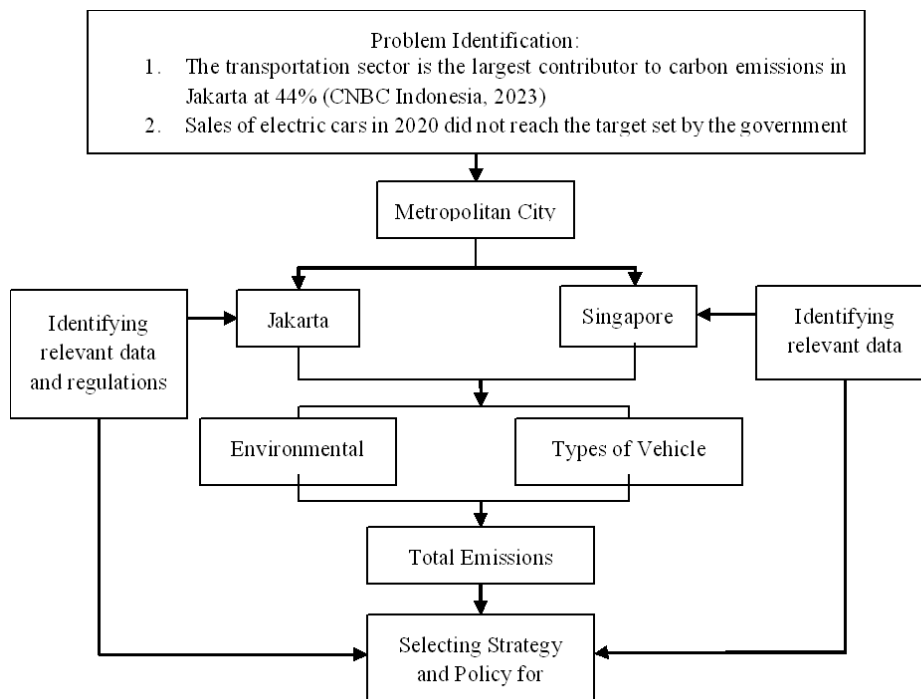 Problem Identification:
1. The transportation sector is the largest contributor to carbon emissions in
Jakarta at 44% (CNBC Indonesia, 2023)
2. Sales of electric cars in 2020 did not reach the target set by the government
Metropolitan City
Identifying
relevant data
and regulations
Jakarta
Singapore
Identifying
relevant data
Environmental
Types of Vehicle
Total Emissions
Selecting Strategy
and Policy for